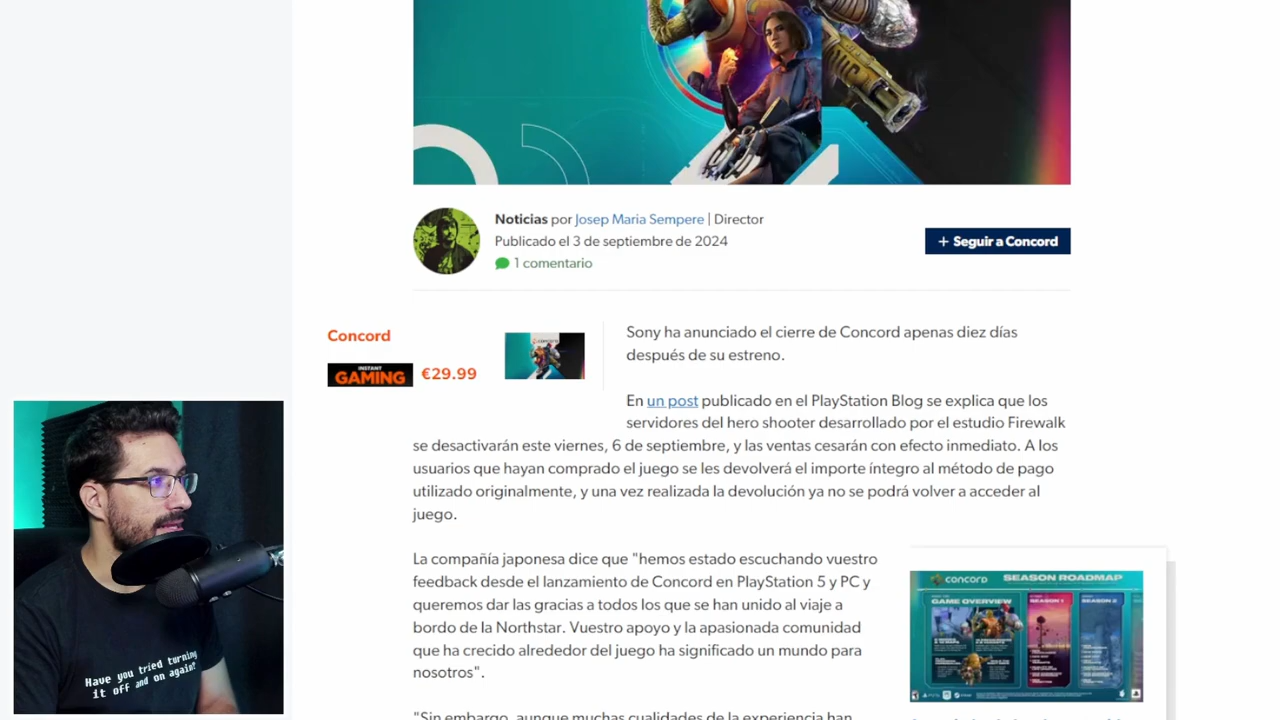 Noticias por Josep Maria Sempere | Director
Publicado el 3 de septiembre de 2024
1 comentario
+ Seguir a Concord
Concord
INSTANT
GAMING
€29.99
Sony ha anunciado el cierre de Concord apenas diez días
después de su estreno.
En un post publicado en el PlayStation Blog se explica que los
servidores del hero shooter desarrollado por el estudio Firewalk
se desactivarán este viernes, 6 de septiembre, y las ventas cesarán con efecto inmediato. A los
usuarios que hayan comprado el juego se les devolverá el importe íntegro al método de pago
utilizado originalmente, y una vez realizada la devolución ya no se podrá volver a acceder al
juego.
La compañía japonesa dice que "hemos estado escuchando vuestro
feedback desde el lanzamiento de Concord en PlayStation 5 y PC y
queremos dar las gracias a todos los que se han unido al viaje a
bordo de la Northstar. Vuestro apoyo y la apasionada comunidad
que ha crecido alrededor del juego ha significado un mundo para
nosotros".
"Sin embargo, aunque muchas cualidades de la experiencia han
CONCORD SEASON ROADMAP
GAME OVERVIEW
SEASON 1
SEASON 2
Have you tried turning
it off and on again?